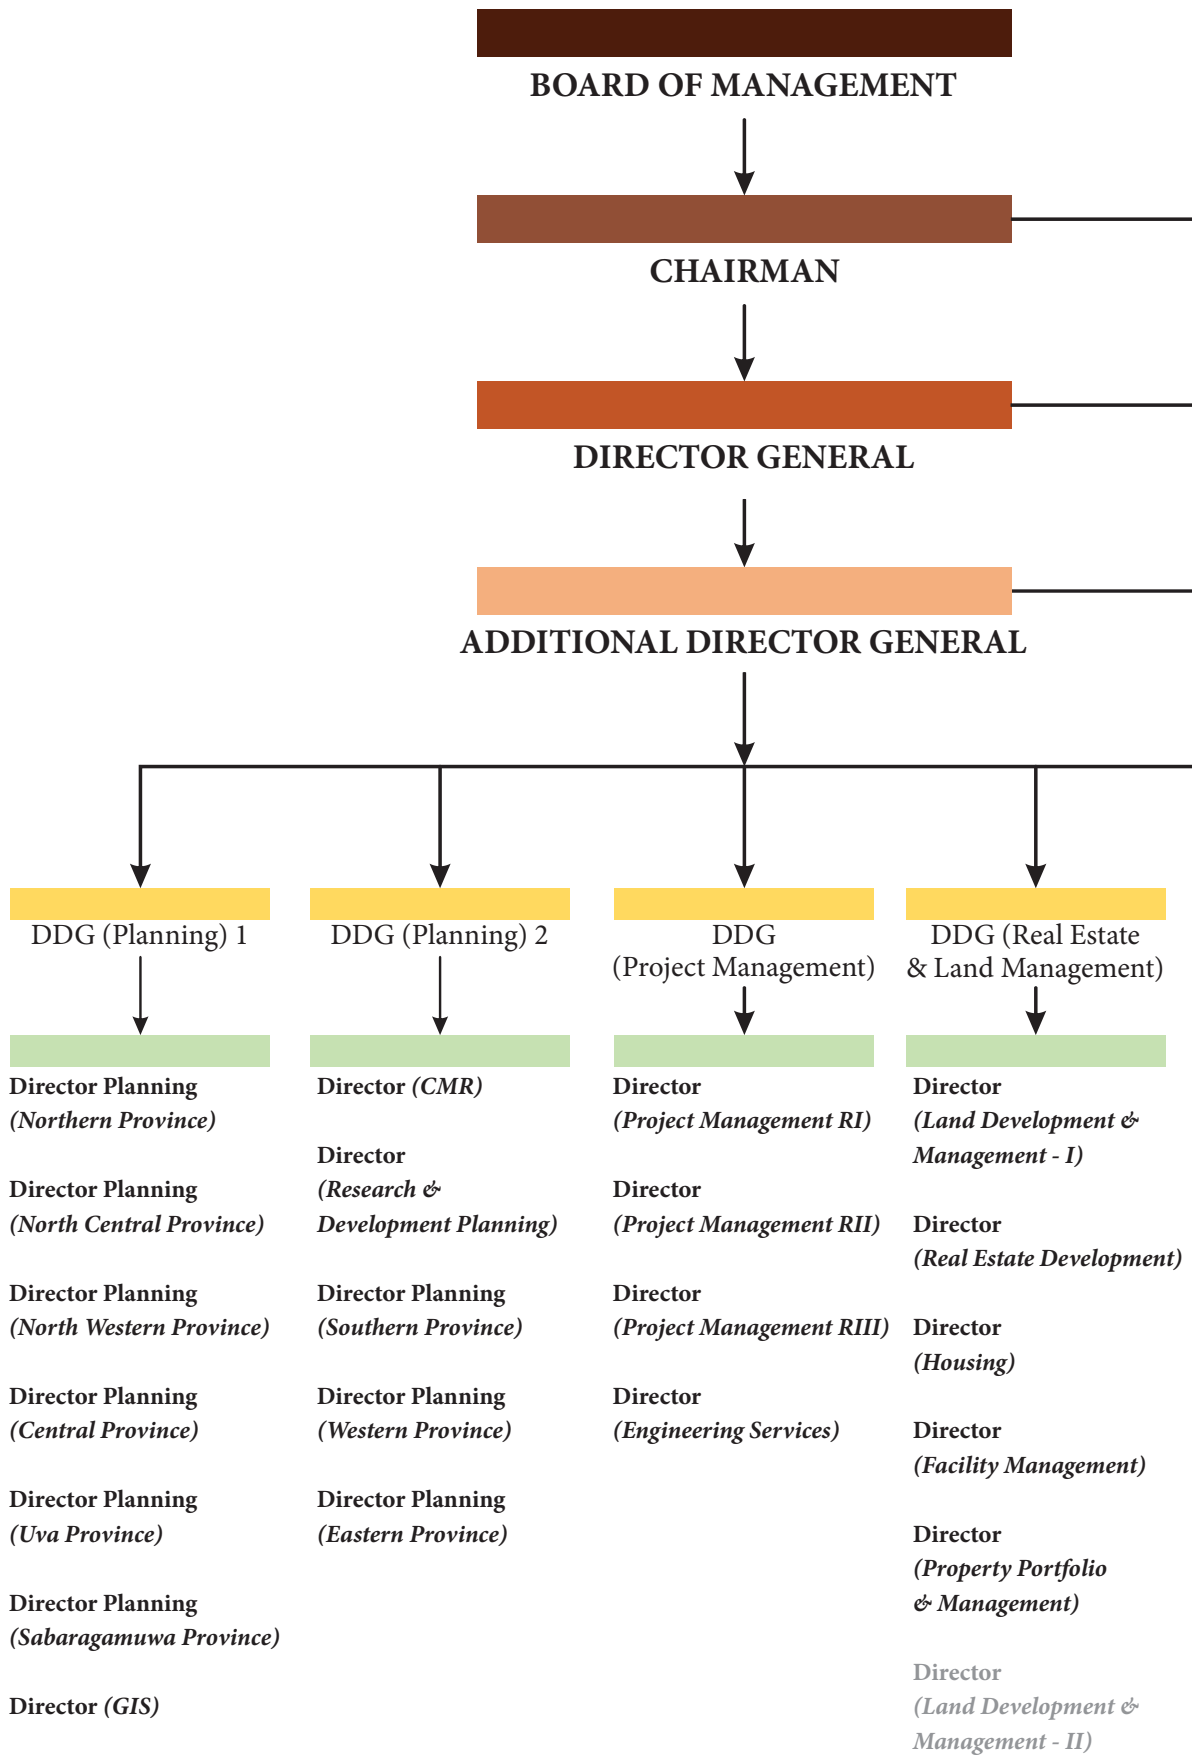 BOARD OF MANAGEMENT
CHAIRMAN
DIRECTOR GENERAL
ADDITIONAL DIRECTOR GENERAL
DDG (Planning) 1
Director Planning
(Northern Province)
Director Planning
(North Central Province)
Director Planning
(North Western Province)
Director Planning
(Central Province)
Director Planning
(Uva Province)
Director Planning
(Sabaragamuwa Province)
Director (GIS)
DDG (Planning) 2
Director (CMR)
Director
(Research &
Development Planning)
Director Planning
(Southern Province)
Director Planning
(Western Province)
Director Planning
(Eastern Province)
DDG
(Project Management)
Director
(Project Management RI)
Director
(Project Management RII)
Director
(Project Management RIII)
Director
(Engineering Services)
DDG (Real Estate
& Land Management)
Director
(Land Development &
Management - I)
Director
(Real Estate Development)
Director
(Housing)
Director
(Facility Management)
Director
(Property Portfolio
& Management)
Director
(Land Development &
Management - II)